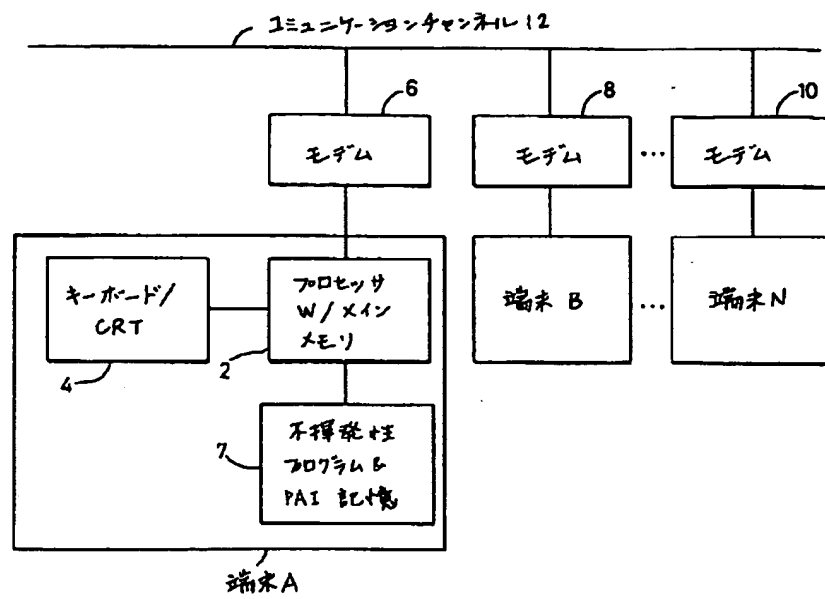 コミュニケーションチャンネル 12
6
8
10
モデム
モデム
...
モデム
キーボード/
CRT
4
プロセッサ
W/メイン
メモリ
2
端末 B
...
端末 N
7
不揮発性
プログラム&
PAI 記憶
端末A